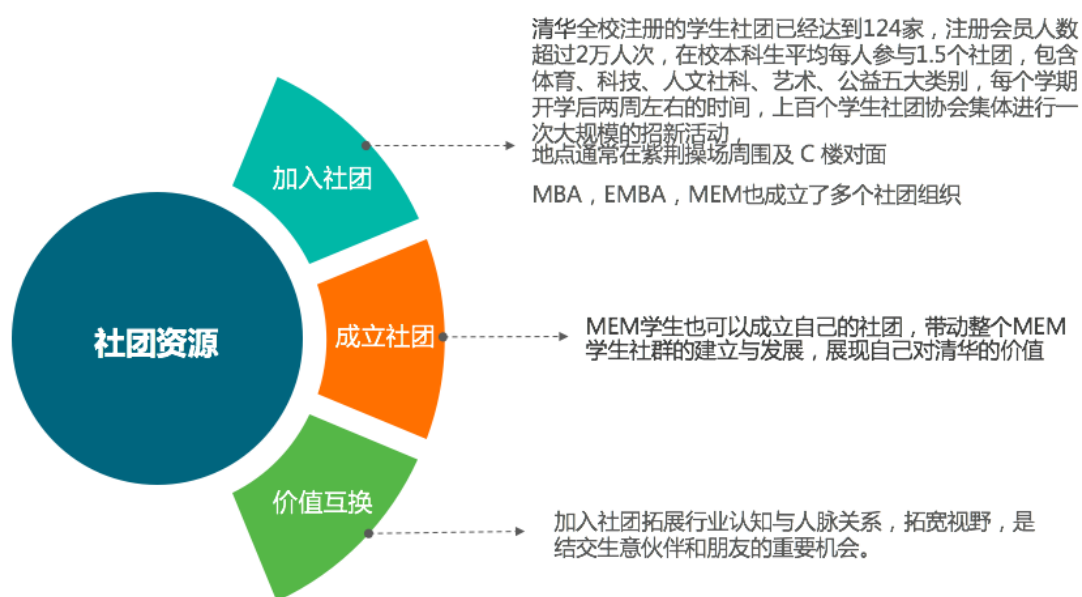 清华全校注册的学生社团已经达到124家，注册会员人数
超过2万人次，在校本科生平均每人参与1.5个社团，包含
体育、科技、人文社科、艺术、公益五大类别，每个学期
开学后两周左右的时间，上百个学生社团协会集体进行一
次大规模的招新活动，
地点通常在紫荆操场周围及 C 楼对面
MBA，EMBA，MEM也成立了多个社团组织
加入社团
社团资源
成立社团
MEM学生也可以成立自己的社团，带动整个MEM
学生社群的建立与发展，展现自己对清华的价值
价值互换
加入社团拓展行业认知与人脉关系，拓宽视野，是
结交生意伙伴和朋友的重要机会。